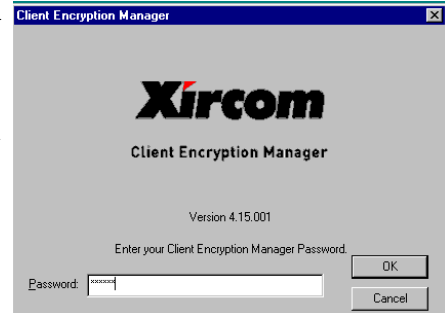 Client Encryption Manager
Xircom
Client Encryption Manager
Version 4.15.001
Enter your Client Encryption Manager Password.
OK
Password: xxxxxx
Cancel